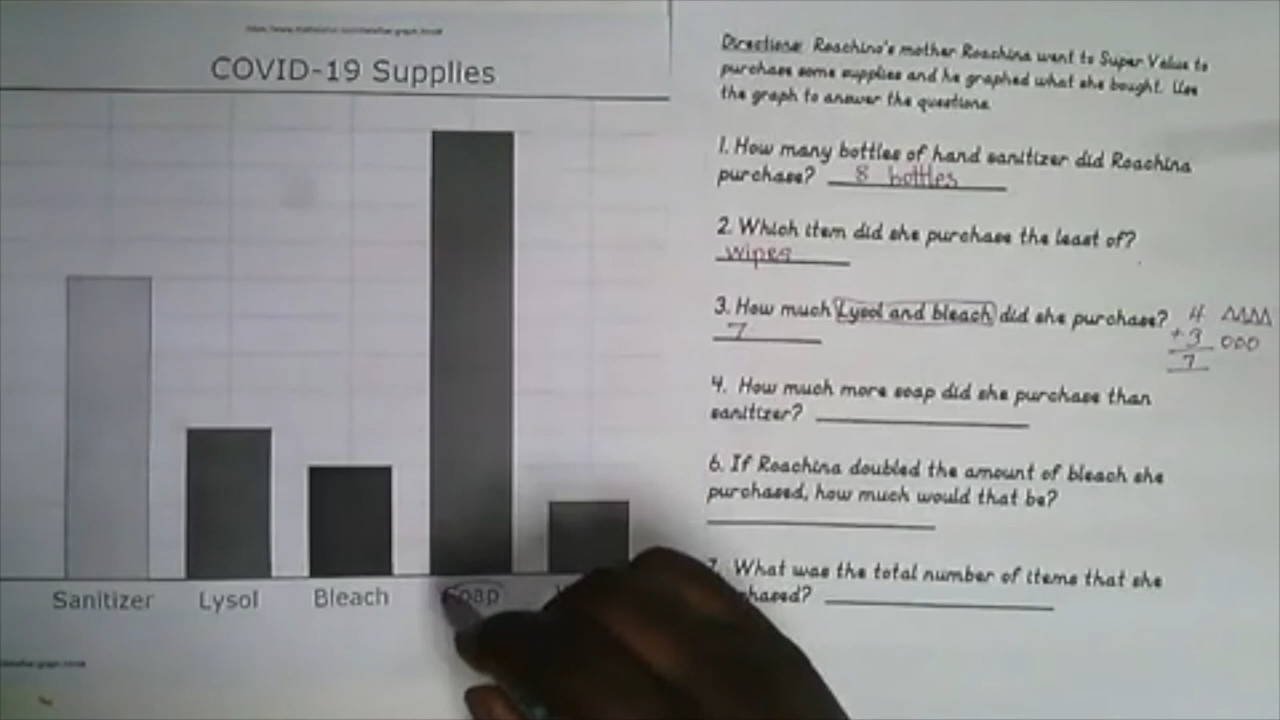 COVID-19 Supplies
Sanitizer Lysol Bleach Soap
Directions: Roachino's mother Roachina went to Super Value to
purchase some supplies and he graphed what she bought. Use
the graph to answer the questions.
1. How many bottles of hand sanitizer did Roachina
purchase? 8 bottles
2. Which item did she purchase the least of?
wipes
3. How much Lysol and bleach did she purchase?
7
4
+3
7
4. How much more soap did she purchase than
sanitizer?
6. If Roachina doubled the amount of bleach she
purchased, how much would that be?
What was the total number of items that she